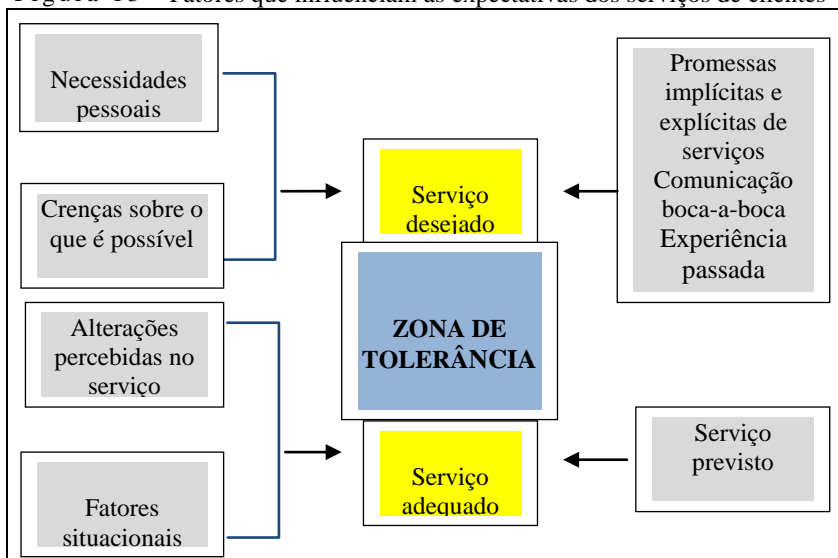 Fatores que influenciam as expectativas dos serviços de clientes
Necessidades
pessoais
Crenças sobre o
que é possível
Alterações
percebidas no
serviço
Fatores
situacionais
Serviço
desejado
ZONA DE
TOLERÂNCIA
Serviço
adequado
Promessas
implícitas e
explícitas de
serviços
Comunicação
boca-a-boca
Experiência
passada
Serviço
previsto